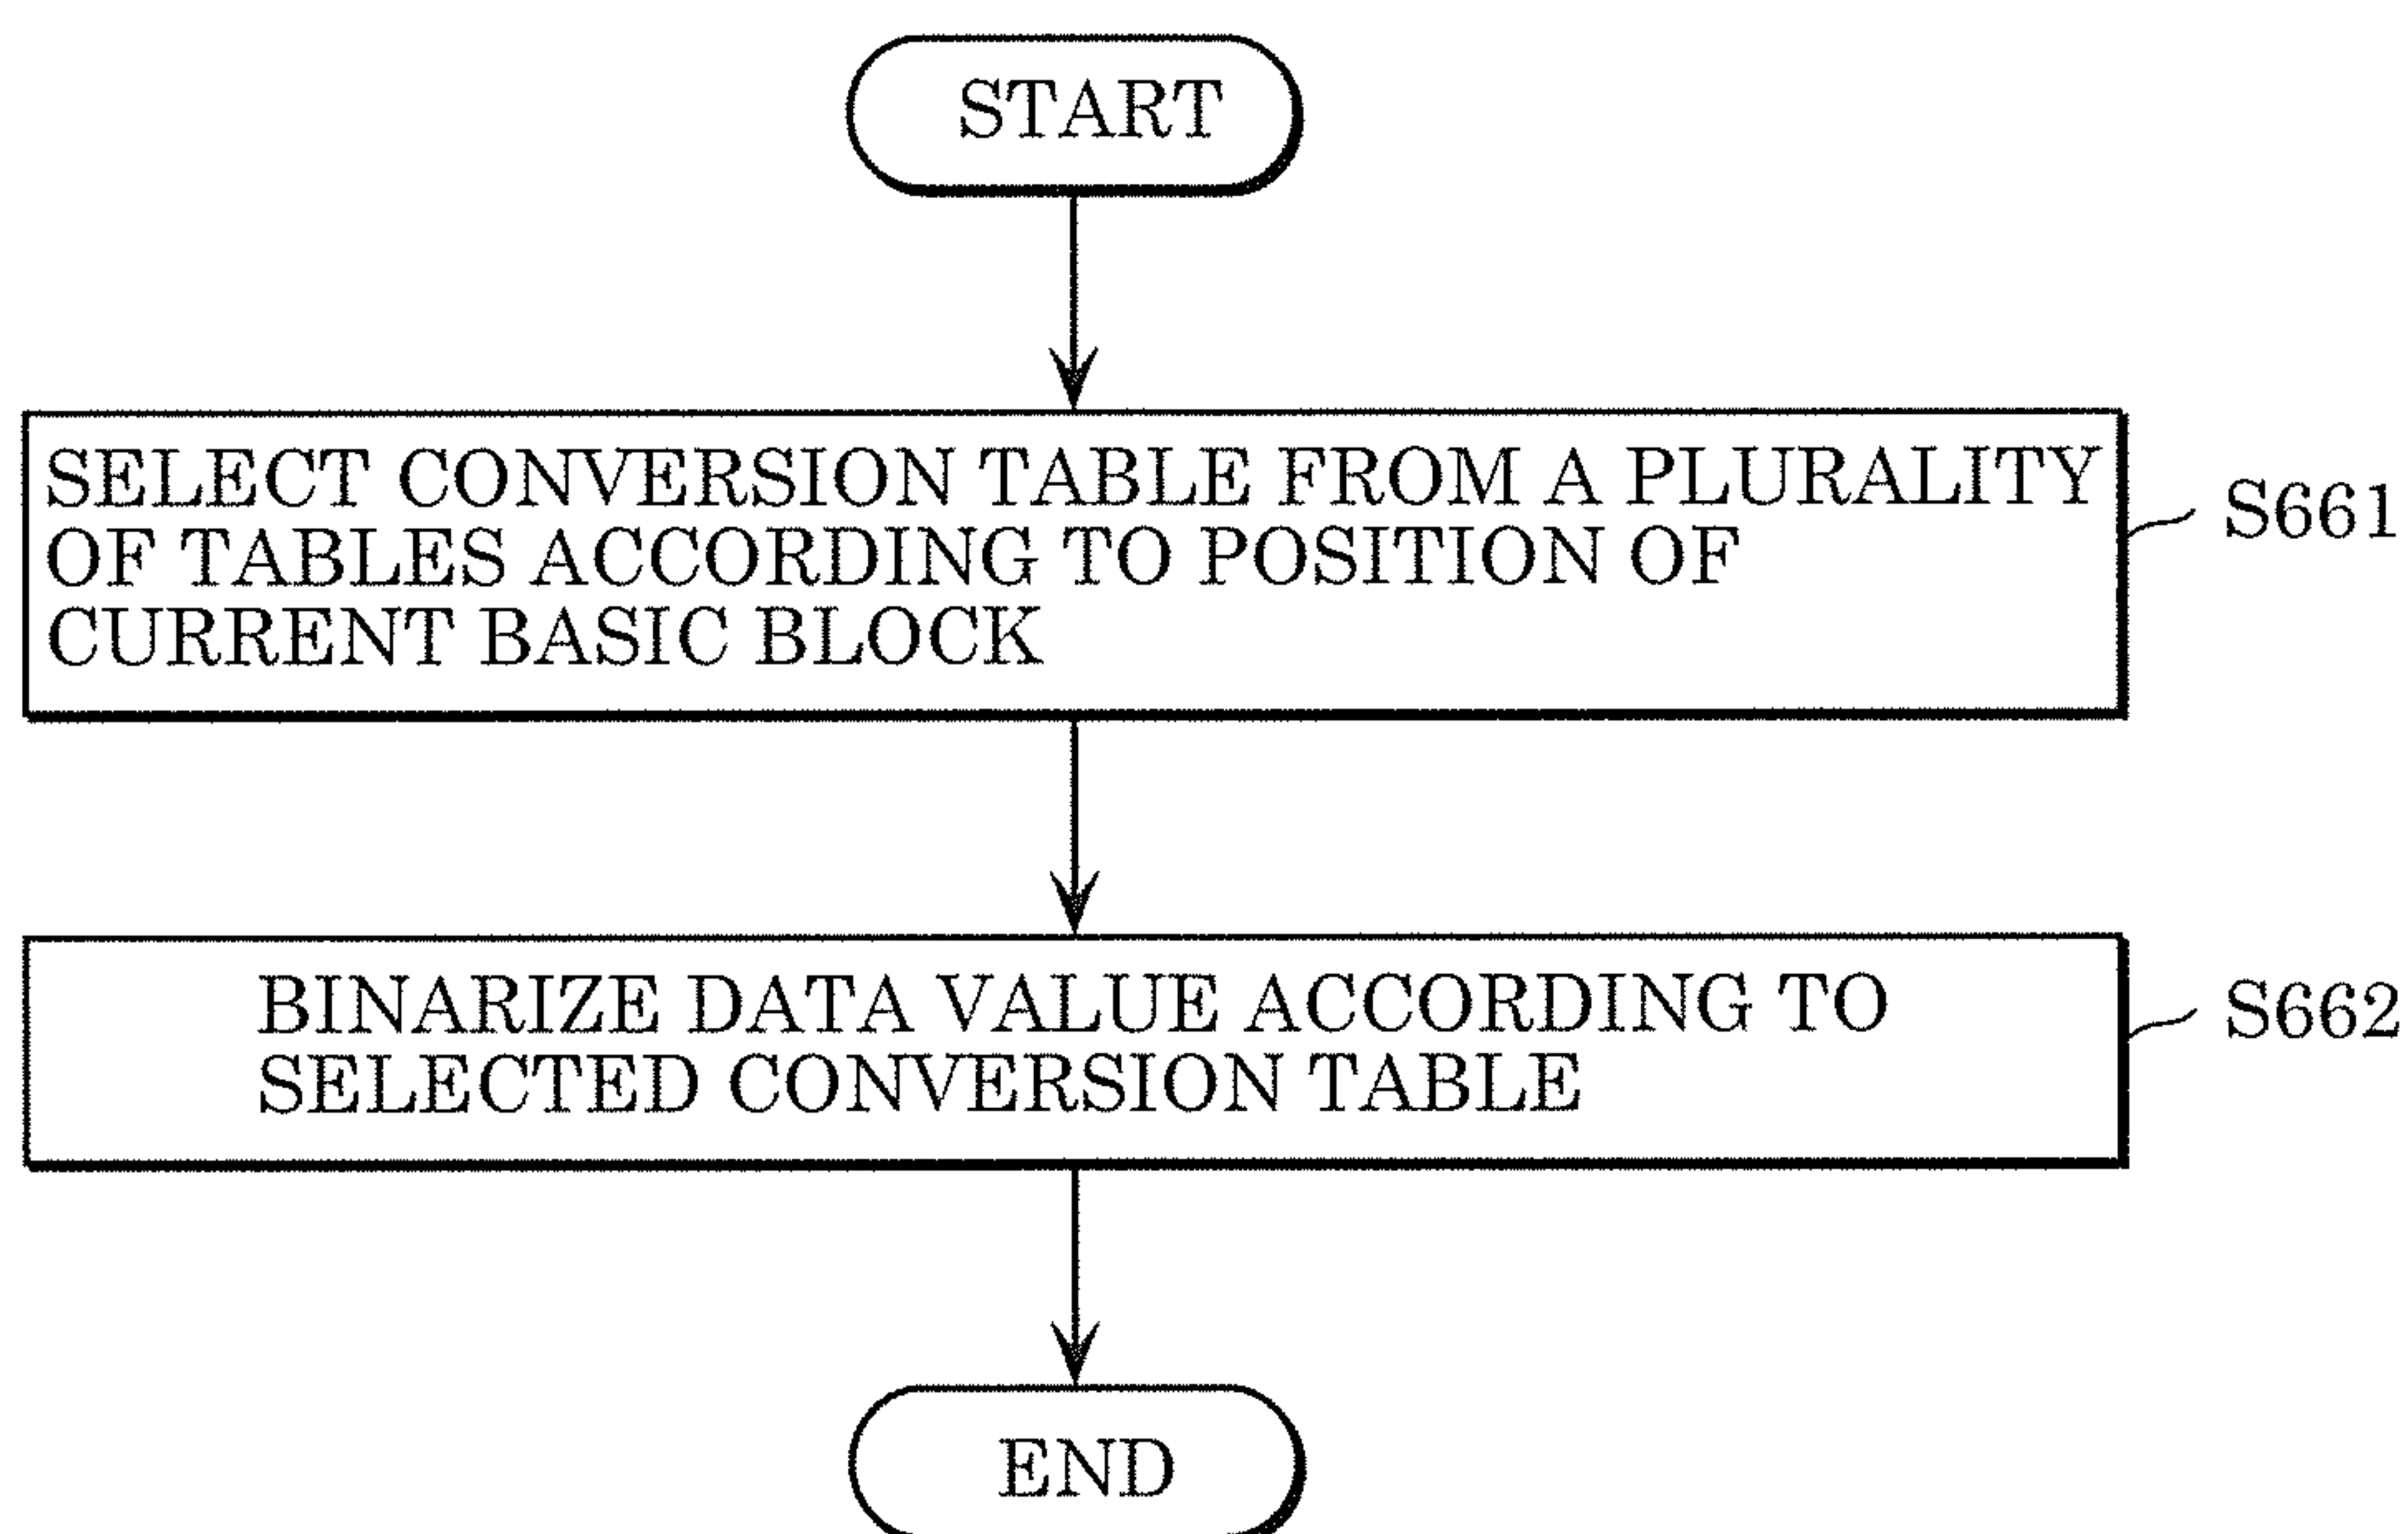 START
SELECT CONVERSION TABLE FROM A PLURALITY
OF TABLES ACCORDING TO POSITION OF
CURRENT BASIC BLOCK
S661
BINARIZE DATA VALUE ACCORDING TO
SELECTED CONVERSION TABLE
S662
END